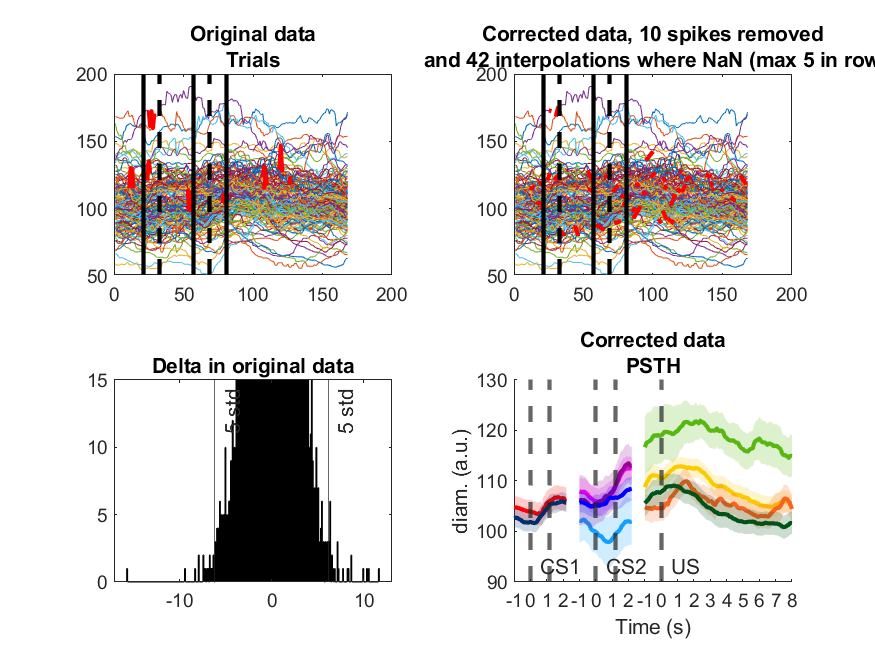 Original data
Trials
200
150
100
50
0 50 100 150 200
Corrected data, 10 spikes removed
and 42 interpolations where NaN (max 5 in row
200
150
100
50
0 50 100 150 200
Delta in original data
15
10
5
0
5 std
5 std
-10 0 10
Corrected data
PSTH
130
120
110
100
90
diam. (a.u.)
CS1 CS2 US
-1 0 1 2 -1 0 1 2 -1 0 1 2 3 4 5 6 7 8
Time (s)